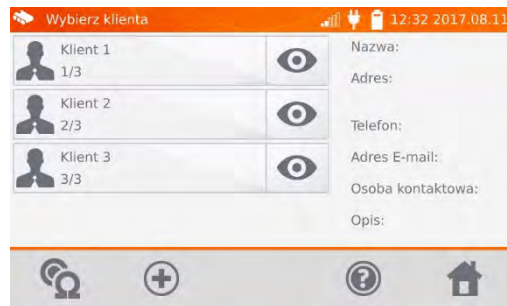 Wybierz klienta 12:32 2017.08.11
Klient 1
1/3
Klient 2
2/3
Klient 3
3/3
Nazwa:
Adres:
Telefon:
Adres E-mail:
Osoba kontaktowa:
Opis: